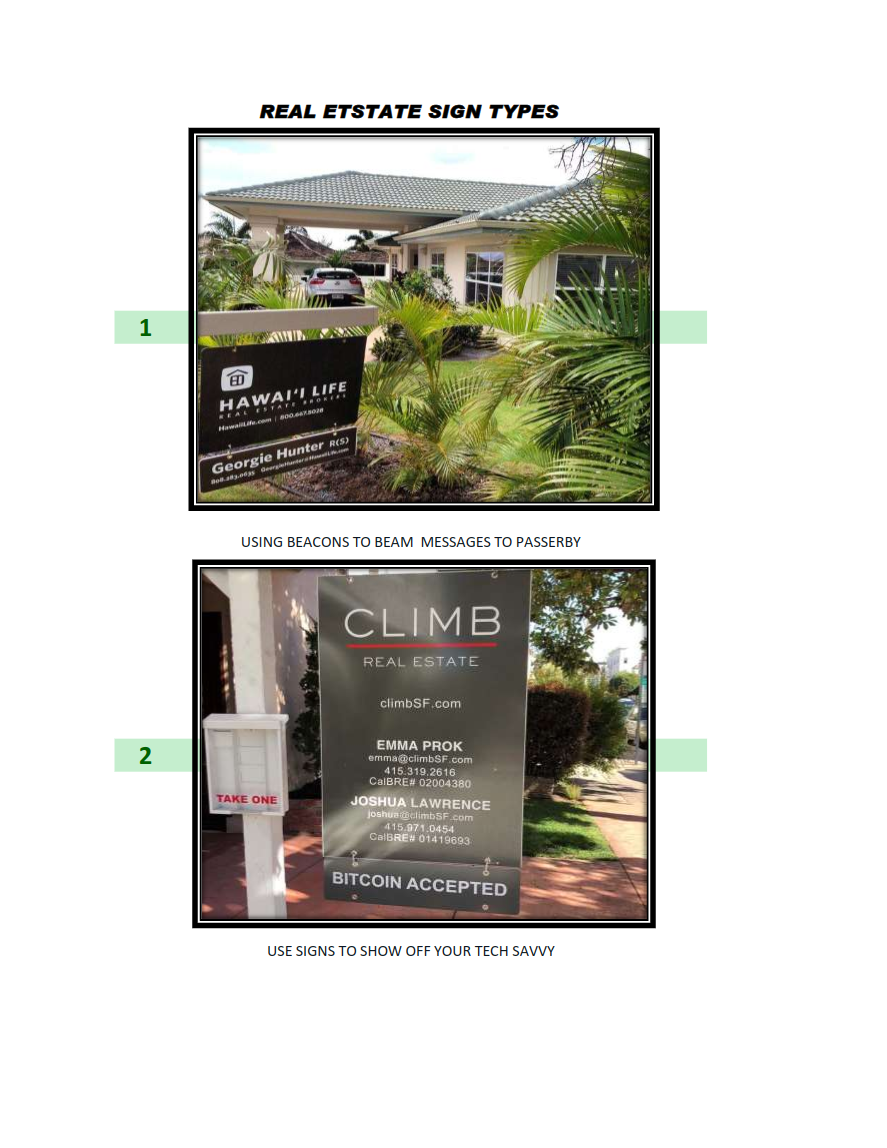 REAL ETSTATE SIGN TYPES
1
HAWAI‘I LIFE
REAL ESTATE BROKERS
HawaiiLife.com | 800.667.5028
Georgie Hunter R(S)
808.283.0635 GeorgieHunter@HawaiiLife.com
USING BEACONS TO BEAM MESSAGES TO PASSERBY
2
CLIMB
REAL ESTATE
climbSF.com
EMMA PROK
emma@climbSF.com
415.319.2616
CalBRE# 02004380
TAKE ONE
JOSHUA LAWRENCE
joshua@climbSF.com
415.971.0454
CalBRE# 01419693
BITCOIN ACCEPTED
USE SIGNS TO SHOW OFF YOUR TECH SAVVY